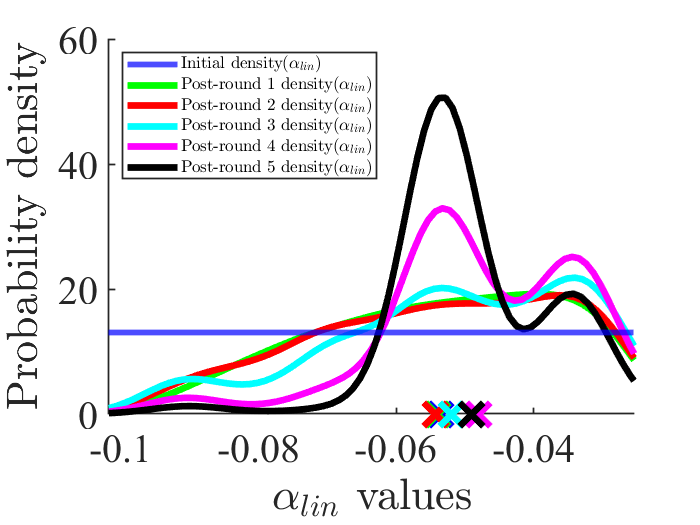 60
40
20
0
Probability density
Initial density(α_lin)
Post-round 1 density(α_lin)
Post-round 2 density(α_lin)
Post-round 3 density(α_lin)
Post-round 4 density(α_lin)
Post-round 5 density(α_lin)
-0.1 -0.08 -0.06 -0.04
α_lin values